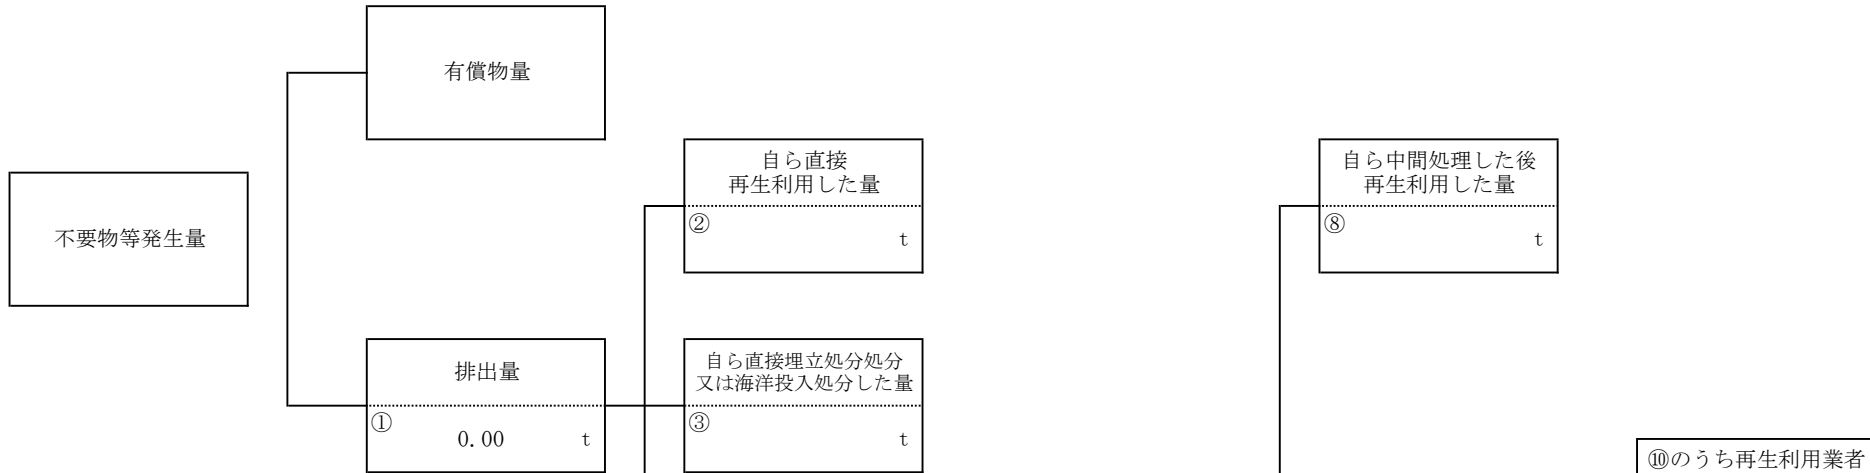 有償物量
自ら直接
再生利用した量
②
t
自ら中間処理した後
再生利用した量
⑧
t
不要物等発生量
排出量
①
0.00 t
自ら直接埋立処分処分
又は海洋投入処分した量
③
t
⑩のうち再生利用業者